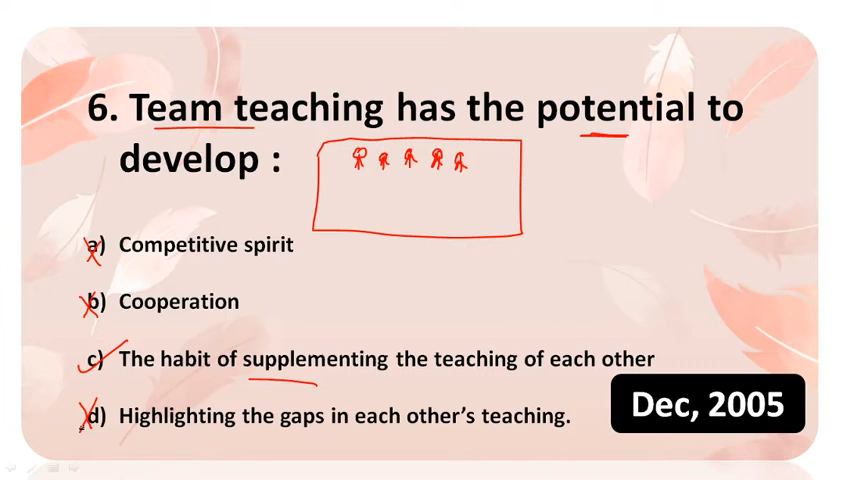 6. Team teaching has the potential to
develop :
a) Competitive spirit
b) Cooperation
c) The habit of supplementing the teaching of each other
d) Highlighting the gaps in each other's teaching.
Dec, 2005